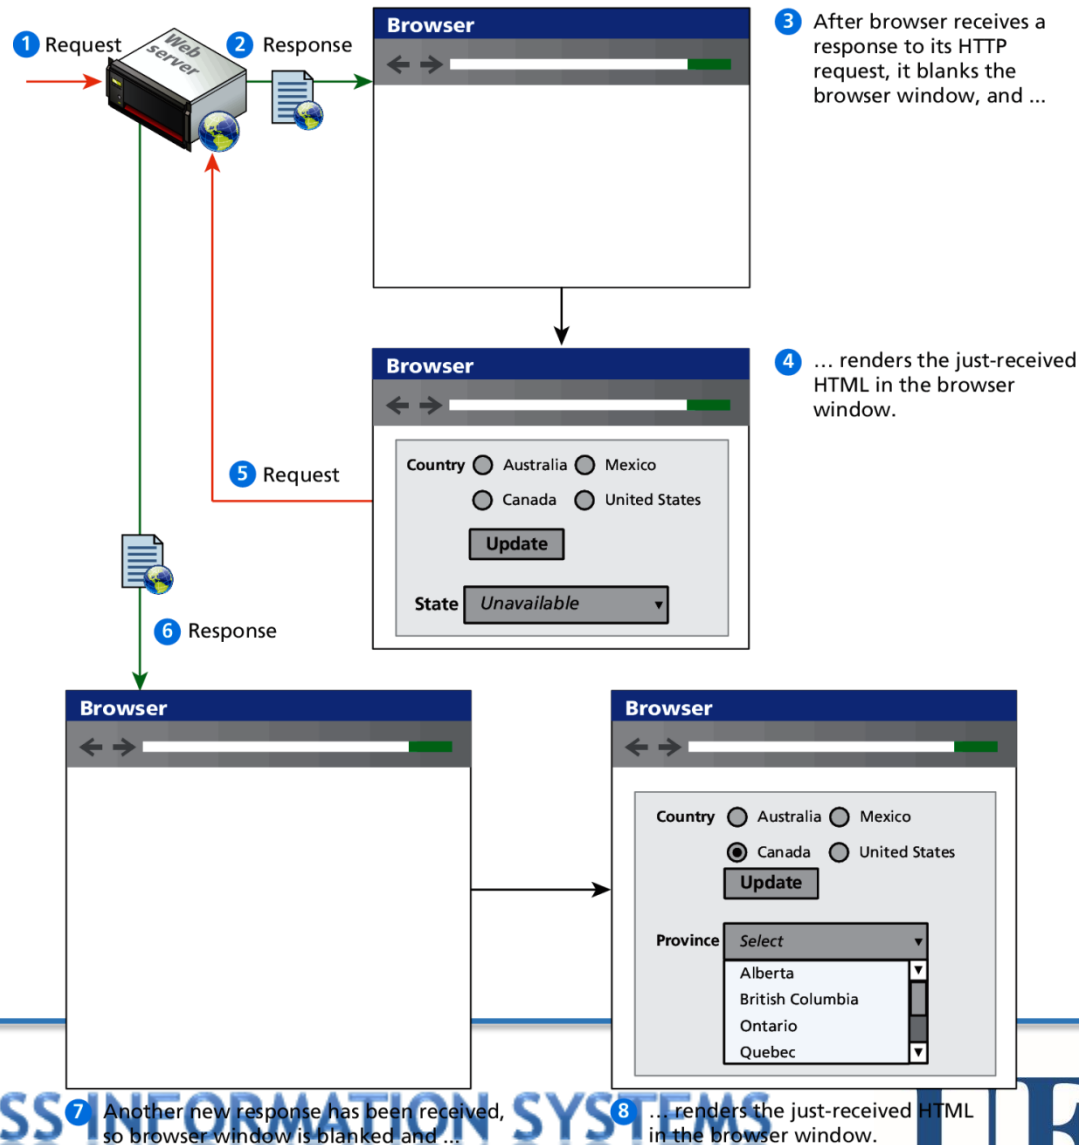 1 Request
Web server
2 Response
Browser
3 After browser receives a
response to its HTTP
request, it blanks the
browser window, and ...
Browser
4 ... renders the just-received
HTML in the browser
window.
Country Australia Mexico
Canada United States
Update
State Unavailable
5 Request
6 Response
Browser
Browser
Country Australia Mexico
Canada United States
Update
Province Select
Alberta
British Columbia
Ontario
Quebec
SS INFORMATION SYSTEMS
7 Another new response has been received,
so browser window is blanked and ...
8 ... renders the just-received HTML
in the browser window.